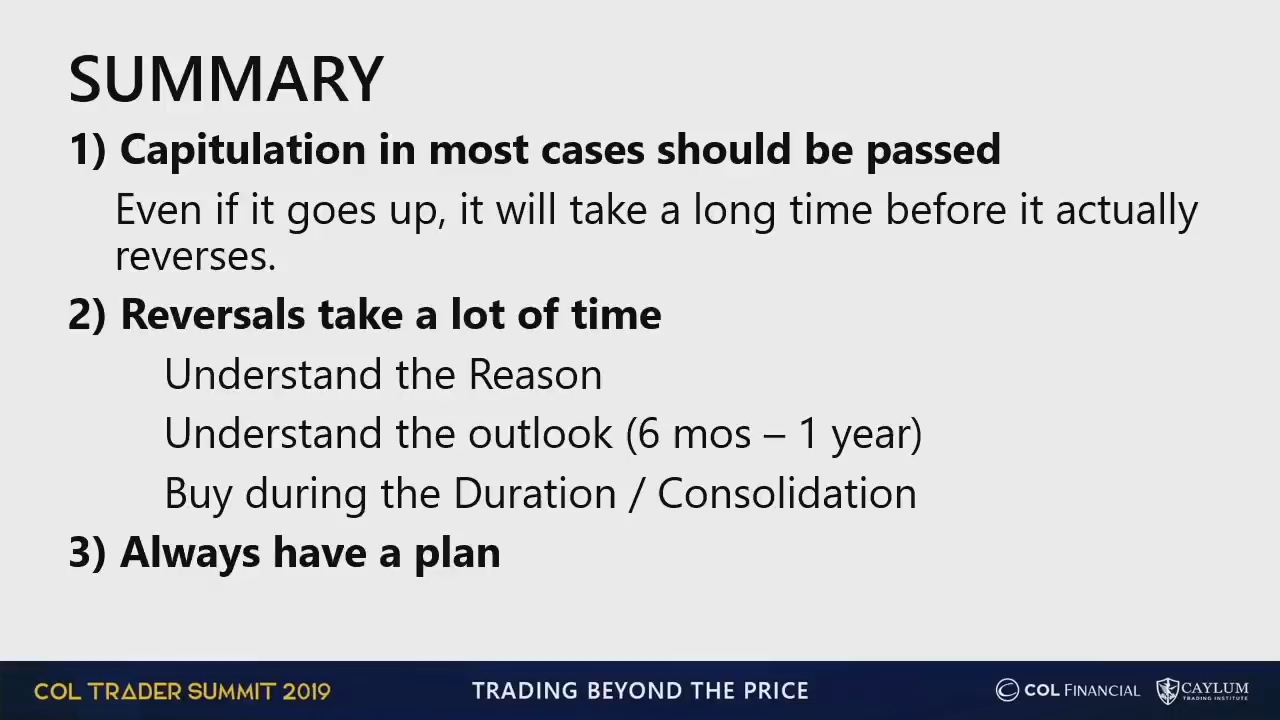 SUMMARY
1) Capitulation in most cases should be passed
Even if it goes up, it will take a long time before it actually
reverses.
2) Reversals take a lot of time
Understand the Reason
Understand the outlook (6 mos – 1 year)
Buy during the Duration / Consolidation
3) Always have a plan
COL TRADER SUMMIT 2019
TRADING BEYOND THE PRICE
COL FINANCIAL
CAYLUM
TRADING INSTITUTE